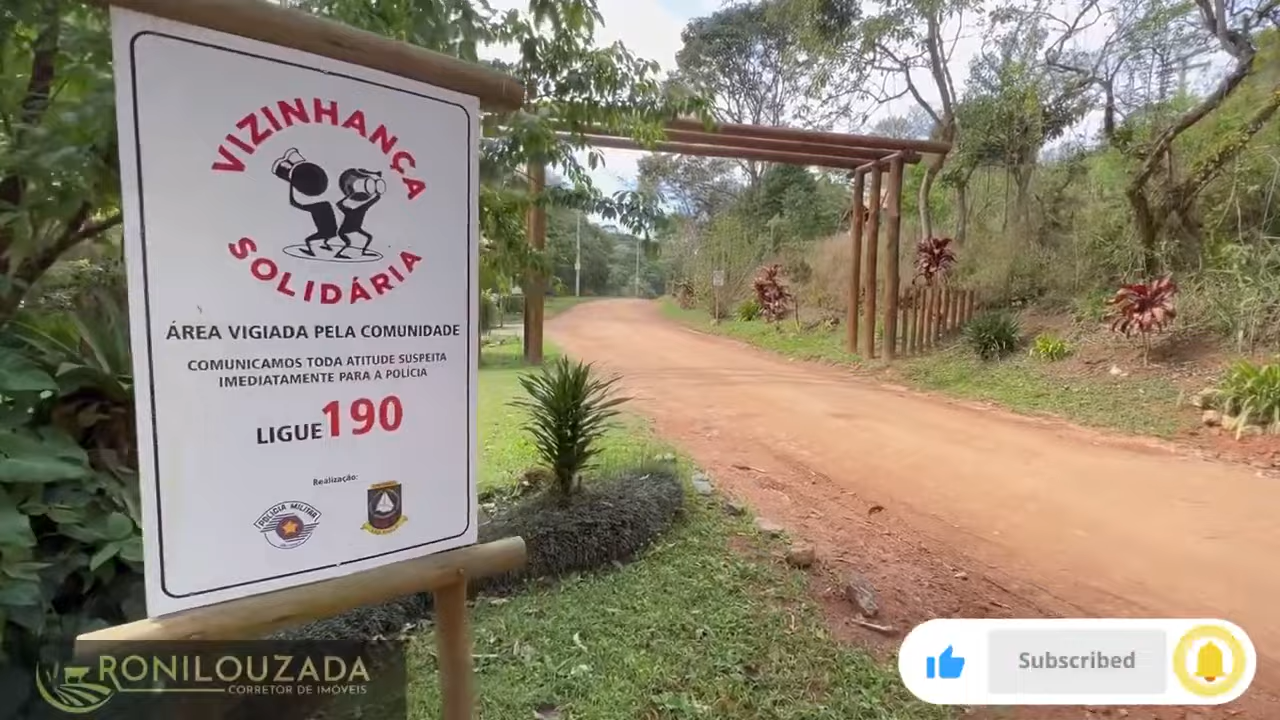 VIZINHANÇA
SOLIDÁRIA
ÁREA VIGIADA PELA COMUNIDADE
COMUNICAMOS TODA ATITUDE SUSPEITA
IMEDIATAMENTE PARA A POLÍCIA
LIGUE 190
Realização:
POLÍCIA MILITAR
RONILOUZADA
CORRETOR DE IMÓVEIS
Subscribed